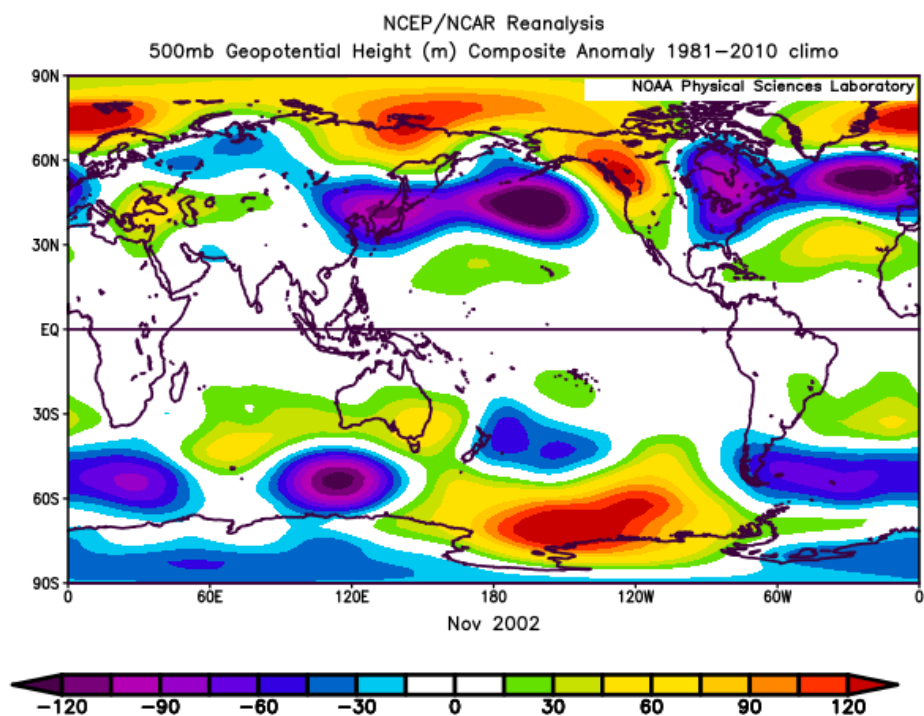 NCEP/NCAR Reanalysis
500mb Geopotential Height (m) Composite Anomaly 1981−2010 climo
NOAA Physical Sciences Laboratory
90N
60N
30N
EQ
30S
60S
90S
0 60E 120E 180 120W 60W 0
Nov 2002
−120 −90 −60 −30 0 30 60 90 120